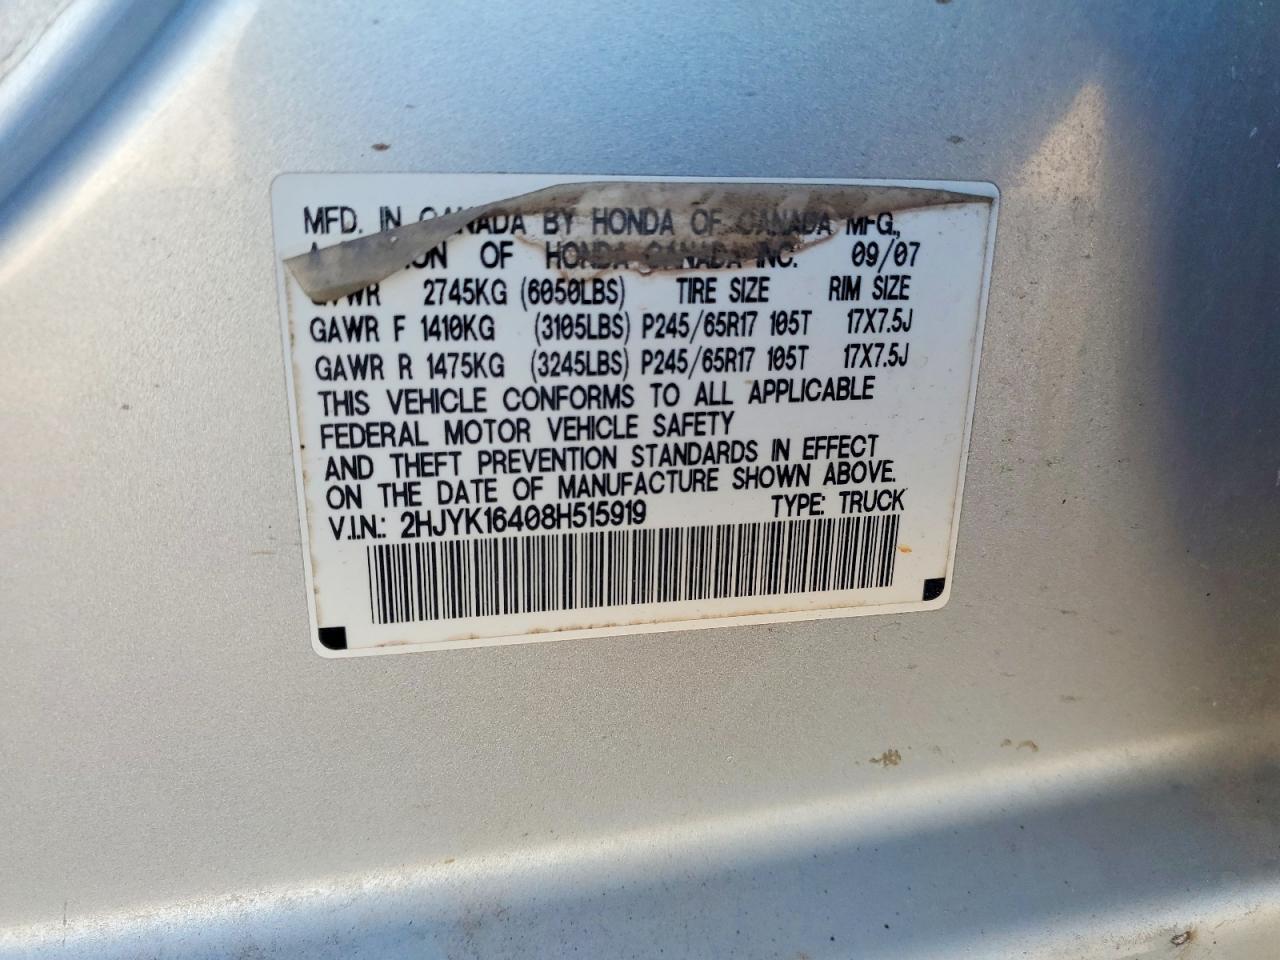 MFD. IN CANADA BY HONDA OF CANADA MFG.,
OF HONDA CANADA INC. 09/07
GVWR 2745KG (6050LBS) TIRE SIZE RIM SIZE
GAWR F 1410KG (3105LBS) P245/65R17 105T 17X7.5J
GAWR R 1475KG (3245LBS) P245/65R17 105T 17X7.5J
THIS VEHICLE CONFORMS TO ALL APPLICABLE
FEDERAL MOTOR VEHICLE SAFETY
AND THEFT PREVENTION STANDARDS IN EFFECT
ON THE DATE OF MANUFACTURE SHOWN ABOVE.
V.I.N.: 2HJYK16408H515919 TYPE: TRUCK